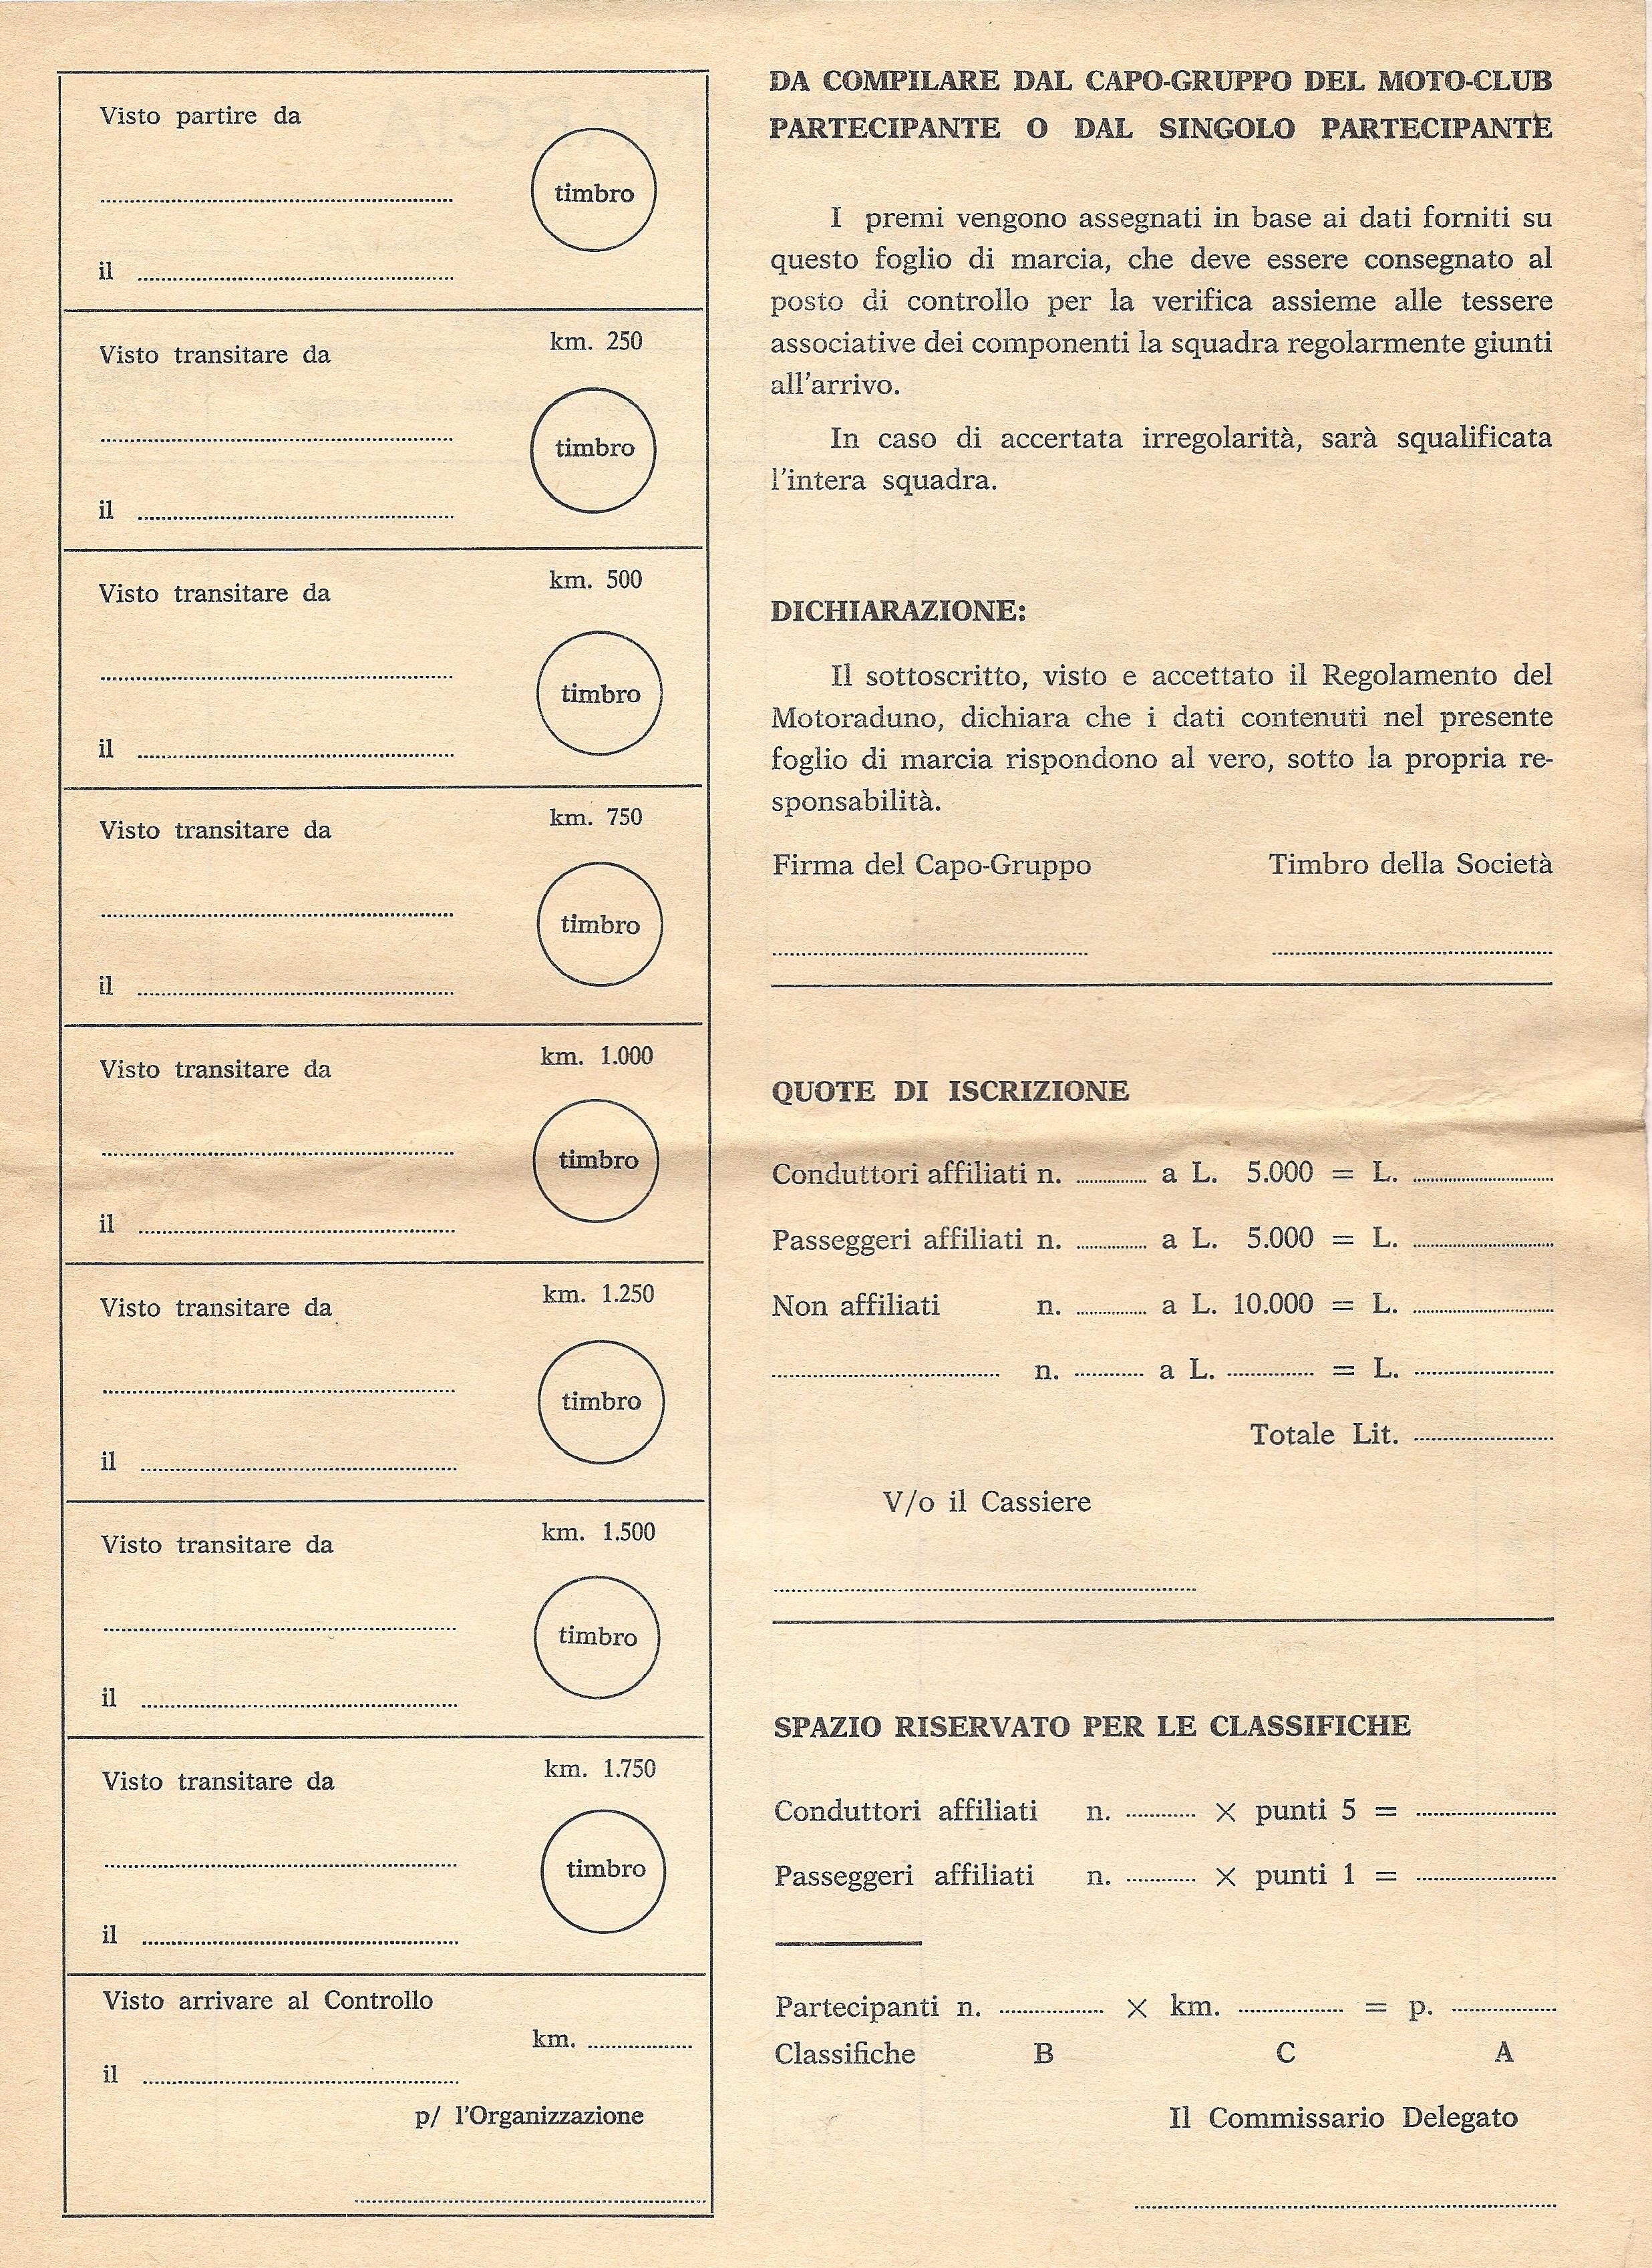 Visto partire da
timbro
il
km. 250
Visto transitare da
timbro
il
km. 500
Visto transitare da
timbro
il
km. 750
Visto transitare da
timbro
il
km. 1.000
Visto transitare da
timbro
il
km. 1.250
Visto transitare da
timbro
il
km. 1.500
Visto transitare da
timbro
il
km. 1.750
Visto transitare da
timbro
il
Visto arrivare al Controllo
km.
il
p/ l'Organizzazione
DA COMPILARE DAL CAPO-GRUPPO DEL MOTO-CLUB
PARTECIPANTE O DAL SINGOLO PARTECIPANTE
I premi vengono assegnati in base ai dati forniti su
questo foglio di marcia, che deve essere consegnato al
posto di controllo per la verifica assieme alle tessere
associative dei componenti la squadra regolarmente giunti
all'arrivo.
In caso di accertata irregolarità, sarà squalificata
l'intera squadra.
DICHIARAZIONE:
Il sottoscritto, visto e accettato il Regolamento del
Motoraduno, dichiara che i dati contenuti nel presente
foglio di marcia rispondono al vero, sotto la propria re-
sponsabilità.
Firma del Capo-Gruppo Timbro della Società
QUOTE DI ISCRIZIONE
Conduttori affiliati n. ............ a L. 5.000 = L. ............
Passeggeri affiliati n. ............ a L. 5.000 = L. ............
Non affiliati n. ............ a L. 10.000 = L. ............
............ n. ............ a L. ............ = L. ............
Totale Lit. ............
V/o il Cassiere
SPAZIO RISERVATO PER LE CLASSIFICHE
Conduttori affiliati n. ............ × punti 5 = ............
Passeggeri affiliati n. ............ × punti 1 = ............
Partecipanti n. ............ × km. ............ = p. ............
Classifiche B C A
Il Commissario Delegato